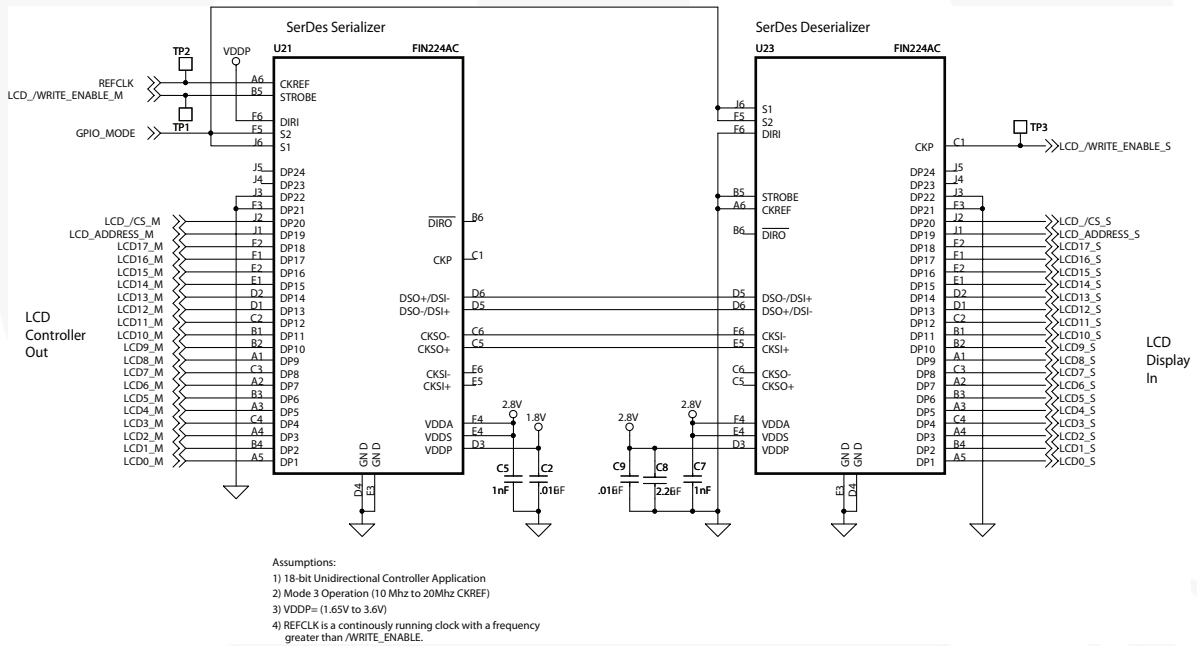 SerDes Serializer
U21 FIN224AC
TP2
VDDP
REFCLK
LCD_/WRITE_ENABLE_M
TP1
GPIO_MODE
A6 CKREF
B5 STROBE
F6 DIRI
F5 S2
J6 S1
J5 DP24
J4 DP23
J3 DP22
F3 DP21
LCD_/CS_M J2 DP20
LCD_ADDRESS_M J1 DP19
LCD17_M F2 DP18
LCD16_M F1 DP17
LCD15_M E2 DP16
LCD14_M E1 DP15
LCD13_M D2 DP14
LCD12_M D1 DP13
LCD11_M C2 DP12
LCD10_M B1 DP11
LCD9_M B2 DP10
LCD8_M A1 DP9
LCD7_M C3 DP8
LCD6_M A2 DP7
LCD5_M B3 DP6
LCD4_M A3 DP5
LCD3_M C4 DP4
LCD2_M A4 DP3
LCD1_M B4 DP2
LCD0_M A5 DP1
LCD
Controller
Out
DIRO B6
CKP C1
DSO+/DSI- D6
DSO-/DSI+ D5
CKSO- C6
CKSO+ C5
CKSI- E6
CKSI+ E5
VDDA F4
VDDS E4
VDDP D3
GND
GND
D4
E3
2.8V
1.8V
C5
1nF
C2
SerDes Deserializer
U23 FIN224AC
J6 S1
F5 S2
F6 DIRI
B5 STROBE
A6 CKREF
B6 DIRO
D5 DSO-/DSI+
D6 DSO+/DSI-
E6 CKSI-
E5 CKSI+
C6 CKSO-
C5 CKSO+
F4 VDDA
E4 VDDS
D3 VDDP
2.8V
2.8V
C9
C8
C7
1nF
GND
GND
E3
D4
TP3
CKP C1 LCD_/WRITE_ENABLE_S
DP24 J5
DP23 J4
DP22 J3
DP21 F3
DP20 J2 LCD_/CS_S
DP19 J1 LCD_ADDRESS_S
DP18 F2 LCD17_S
DP17 F1 LCD16_S
DP16 E2 LCD15_S
DP15 E1 LCD14_S
DP14 D2 LCD13_S
DP13 D1 LCD12_S
DP12 C2 LCD11_S
DP11 B1 LCD10_S
DP10 B2 LCD9_S
DP9 A1 LCD8_S
DP8 C3 LCD7_S
DP7 A2 LCD6_S
DP6 B3 LCD5_S
DP5 A3 LCD4_S
DP4 C4 LCD3_S
DP3 A4 LCD2_S
DP2 B4 LCD1_S
DP1 A5 LCD0_S
LCD
Display
In
Assumptions:
1) 18-bit Unidirectional Controller Application
2) Mode 3 Operation (10 Mhz to 20Mhz CKREF)
3) VDDP= (1.65V to 3.6V)
4) REFCLK is a continously running clock with a frequency
greater than /WRITE_ENABLE.